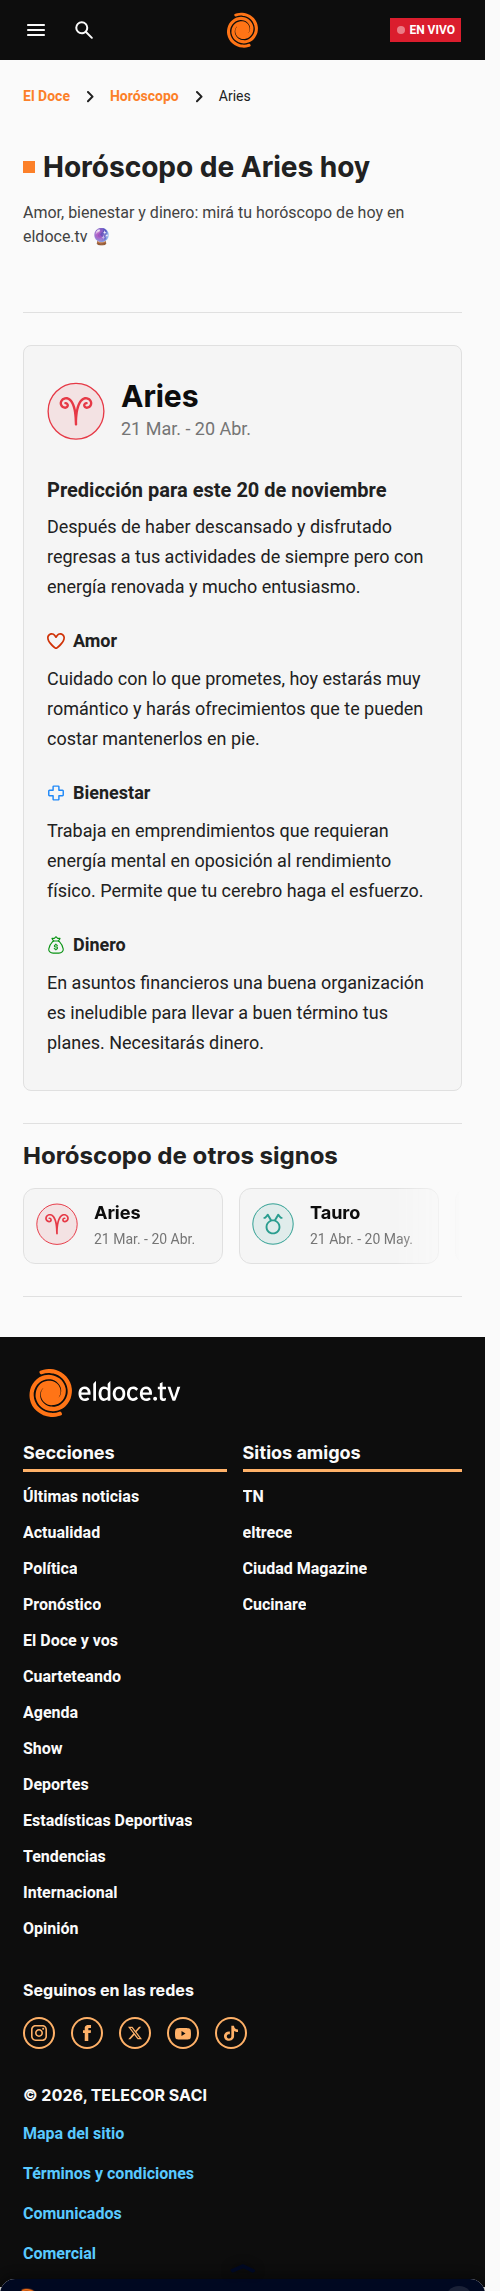 EN VIVO
El Doce > Horóscopo > Aries
Horóscopo de Aries hoy
Amor, bienestar y dinero: mirá tu horóscopo de hoy en
eldoce.tv 🔮
Aries
21 Mar. - 20 Abr.
Predicción para este 20 de noviembre
Después de haber descansado y disfrutado
regresas a tus actividades de siempre pero con
energía renovada y mucho entusiasmo.
Amor
Cuidado con lo que prometes, hoy estarás muy
romántico y harás ofrecimientos que te pueden
costar mantenerlos en pie.
Bienestar
Trabaja en emprendimientos que requieran
energía mental en oposición al rendimiento
físico. Permite que tu cerebro haga el esfuerzo.
Dinero
En asuntos financieros una buena organización
es ineludible para llevar a buen término tus
planes. Necesitarás dinero.
Horóscopo de otros signos
Aries
21 Mar. - 20 Abr.
Tauro
21 Abr. - 20 May.
eldoce.tv
Secciones
Últimas noticias
Actualidad
Política
Pronóstico
El Doce y vos
Cuarteteando
Agenda
Show
Deportes
Estadísticas Deportivas
Tendencias
Internacional
Opinión
Sitios amigos
TN
eltrece
Ciudad Magazine
Cucinare
Seguinos en las redes
© 2026, TELECOR SACI
Mapa del sitio
Términos y condiciones
Comunicados
Comercial